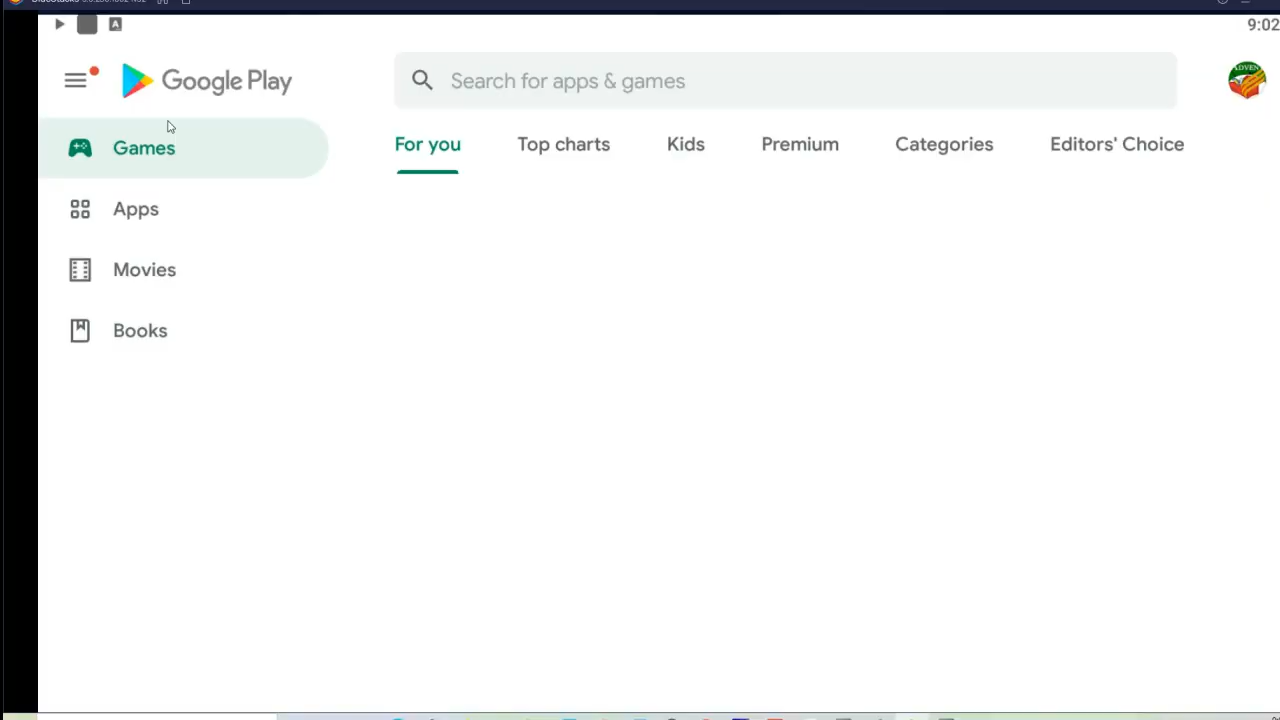 9:02
Google Play
Search for apps & games
Games
For you
Top charts
Kids
Premium
Categories
Editors' Choice
Apps
Movies
Books